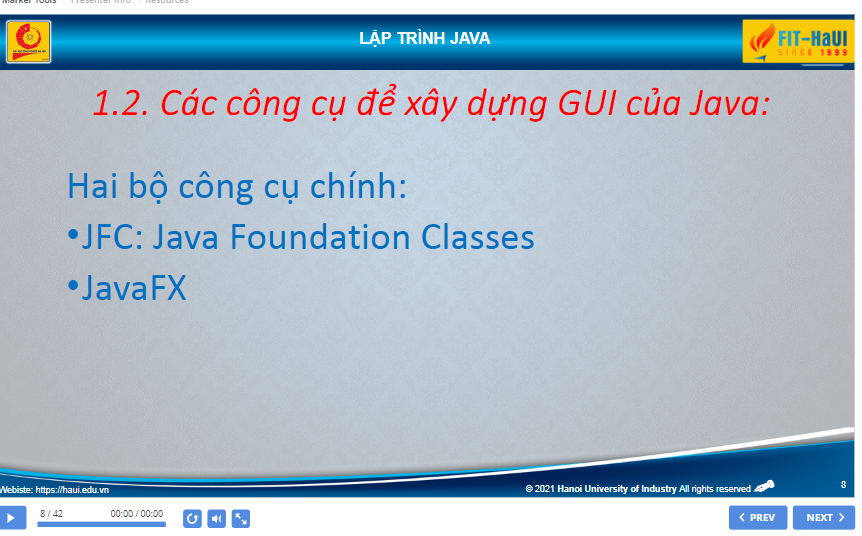 Marker Tools Presenter Info Resources
LẬP TRÌNH JAVA
FIT-HaUI
SINCE 1999
1.2. Các công cụ để xây dựng GUI của Java:
Hai bộ công cụ chính:
•JFC: Java Foundation Classes
•JavaFX
Webiste: https://haui.edu.vn
© 2021 Hanoi University of Industry All rights reserved
8
8 / 42
00:00 / 00:00
PREV
NEXT